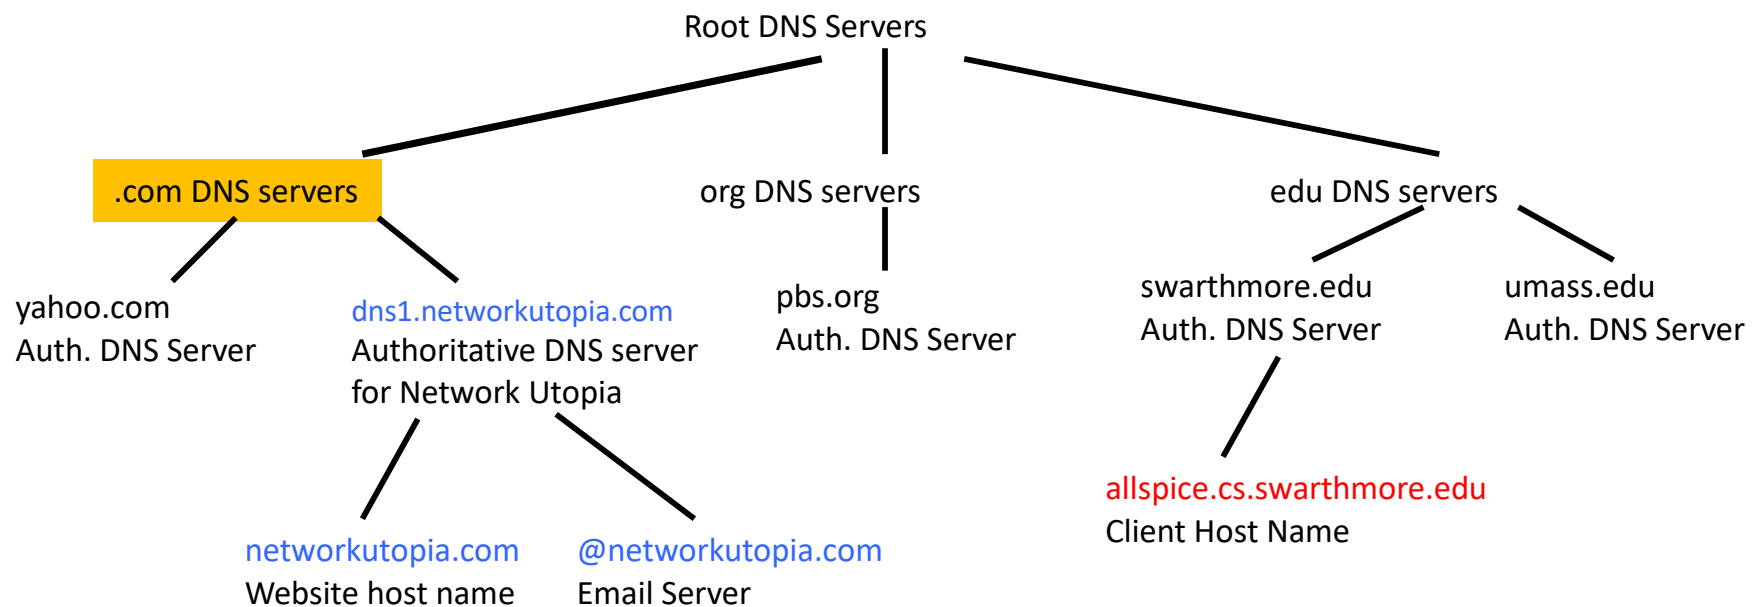 Root DNS Servers
.com DNS servers
org DNS servers
edu DNS servers
yahoo.com
Auth. DNS Server
dns1.networkutopia.com
Authoritative DNS server
for Network Utopia
pbs.org
Auth. DNS Server
swarthmore.edu
Auth. DNS Server
umass.edu
Auth. DNS Server
networkutopia.com
Website host name
@networkutopia.com
Email Server
allspice.cs.swarthmore.edu
Client Host Name